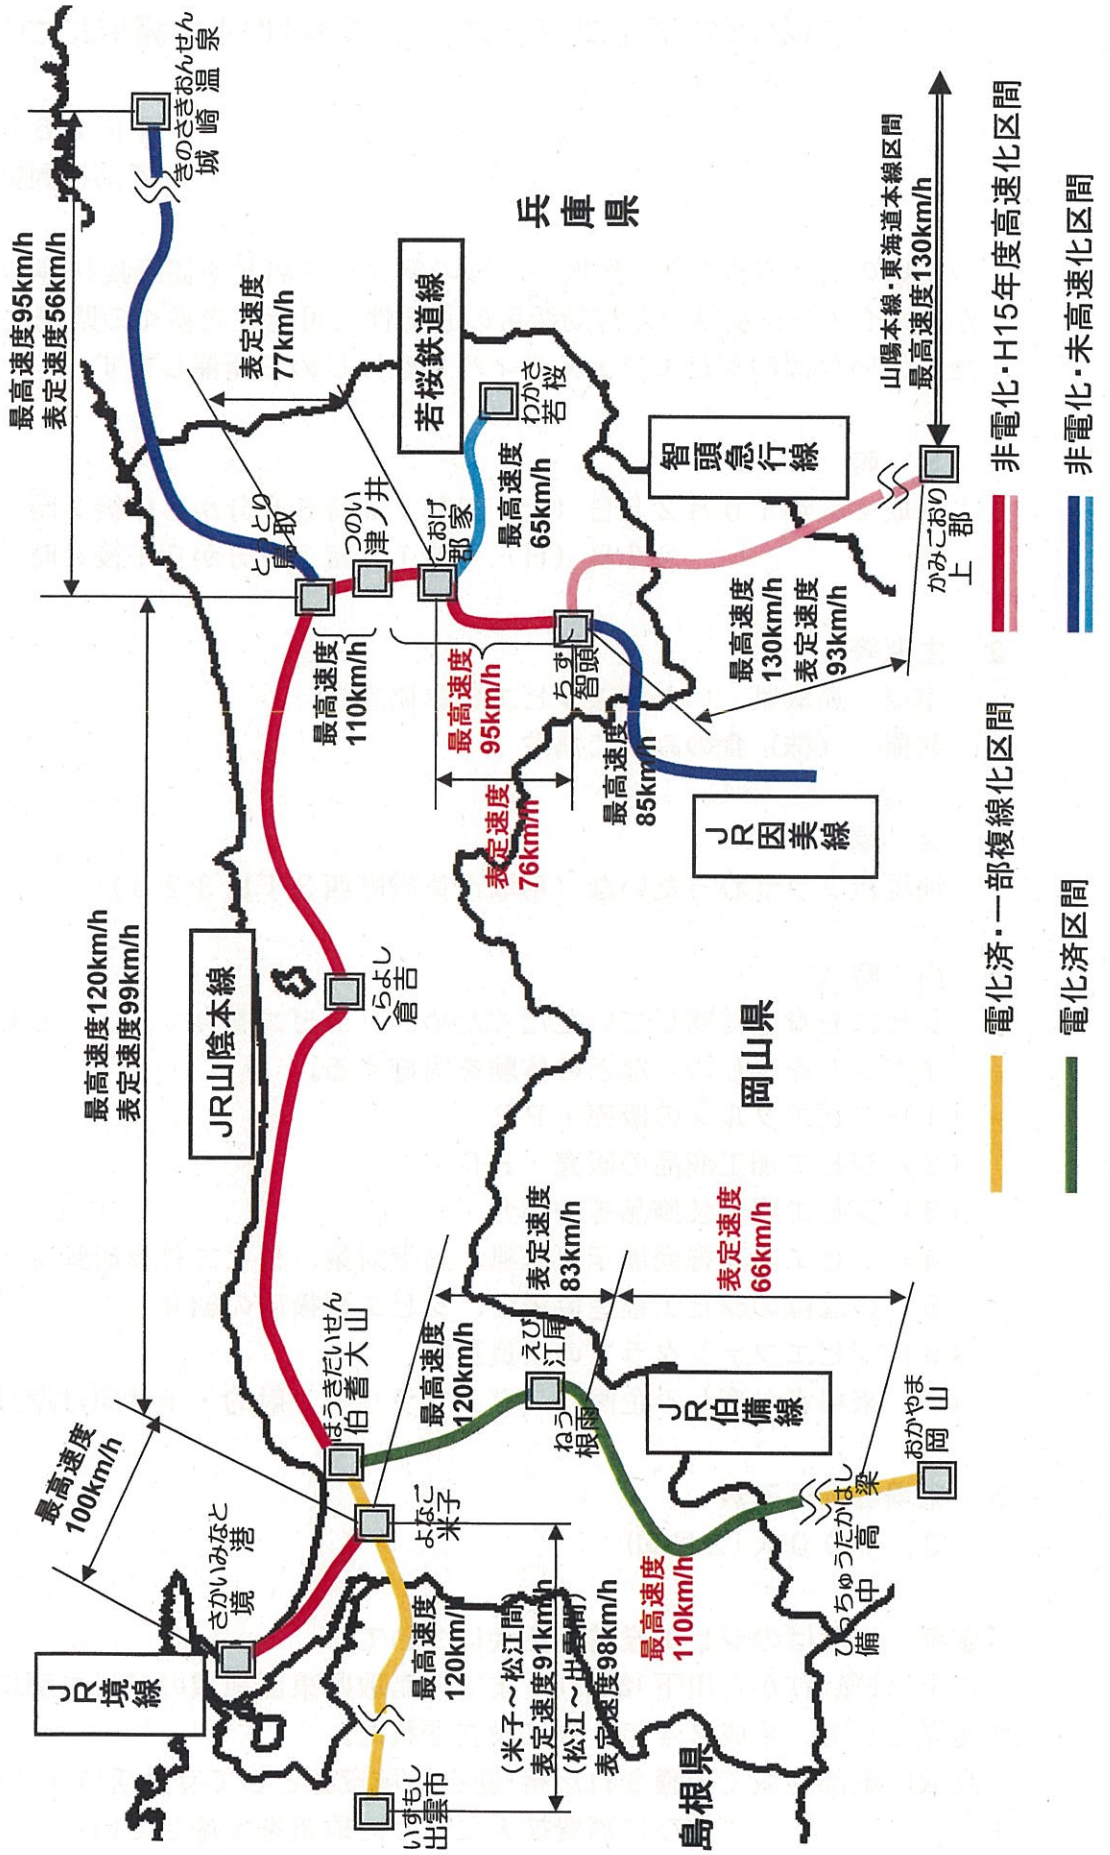 さかいみなと
境港
JR
境線
最高速度
100km/h
最高速度120km/h
表定速度99km/h
最高速度95km/h
表定速度56km/h
きのさきおんせん
城崎温泉
JR山陰本線
ほうきだいせん
伯耆大山
くらよし
倉吉
とっとり
鳥取
つのい
津ノ井
最高速度
110km/h
表定速度
77km/h
こおげ
郡家
若桜鉄道線
わかさ
若桜
最高速度
65km/h
兵庫県
いずもし
出雲市
よなご
米子
最高速度
120km/h
(米子~松江間)
表定速度91km/h
(松江~出雲間)
表定速度98km/h
最高速度
120km/h
えび
江尾
ねう
根雨
表定速度
83km/h
最高速度
95km/h
表定速度
76km/h
ちず
智頭
最高速度
85km/h
智頭急行線
最高速度
130km/h
表定速度
93km/h
JR
因美線
JR
伯備線
最高速度
110km/h
表定速度
66km/h
岡山県
島根県
びっちゅうたかはし
備中高梁
おかやま
岡山
かみごおり
上郡
山陽本線・東海道本線区間
最高速度130km/h
電化済・一部複線化区間
非電化・H15年度高速化区間
電化済区間
非電化・未高速化区間